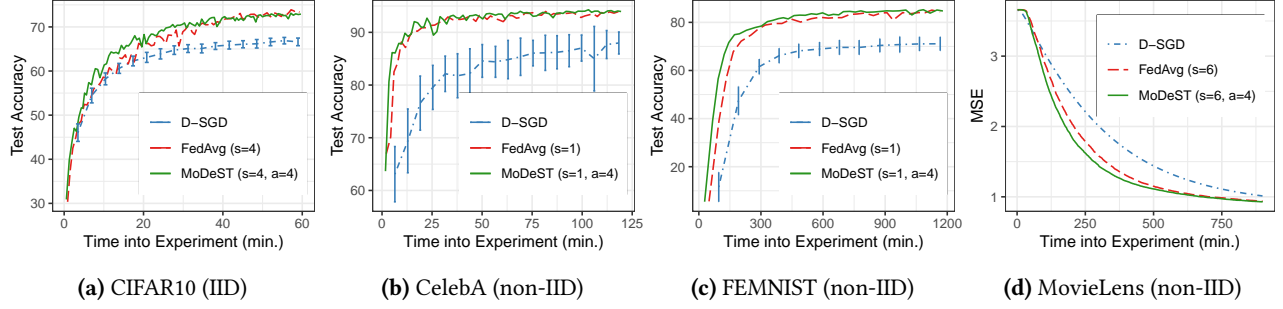 Test Accuracy
70
60
50
40
30
D−SGD
FedAvg (s=4)
MoDeST (s=4, a=4)
0 20 40 60
Time into Experiment (min.)
(a) CIFAR10 (IID)
Test Accuracy
90
80
70
60
D−SGD
FedAvg (s=1)
MoDeST (s=1, a=4)
0 25 50 75 100 125
Time into Experiment (min.)
(b) CelebA (non-IID)
Test Accuracy
80
60
40
20
D−SGD
FedAvg (s=1)
MoDeST (s=1, a=4)
0 300 600 900 1200
Time into Experiment (min.)
(c) FEMNIST (non-IID)
MSE
3
2
1
D−SGD
FedAvg (s=6)
MoDeST (s=6, a=4)
0 250 500 750
Time into Experiment (min.)
(d) MovieLens (non-IID)